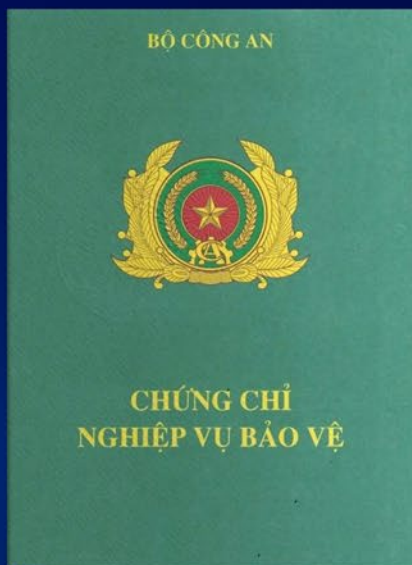 BỘ CÔNG AN
CHỨNG CHỈ
NGHIỆP VỤ BẢO VỆ